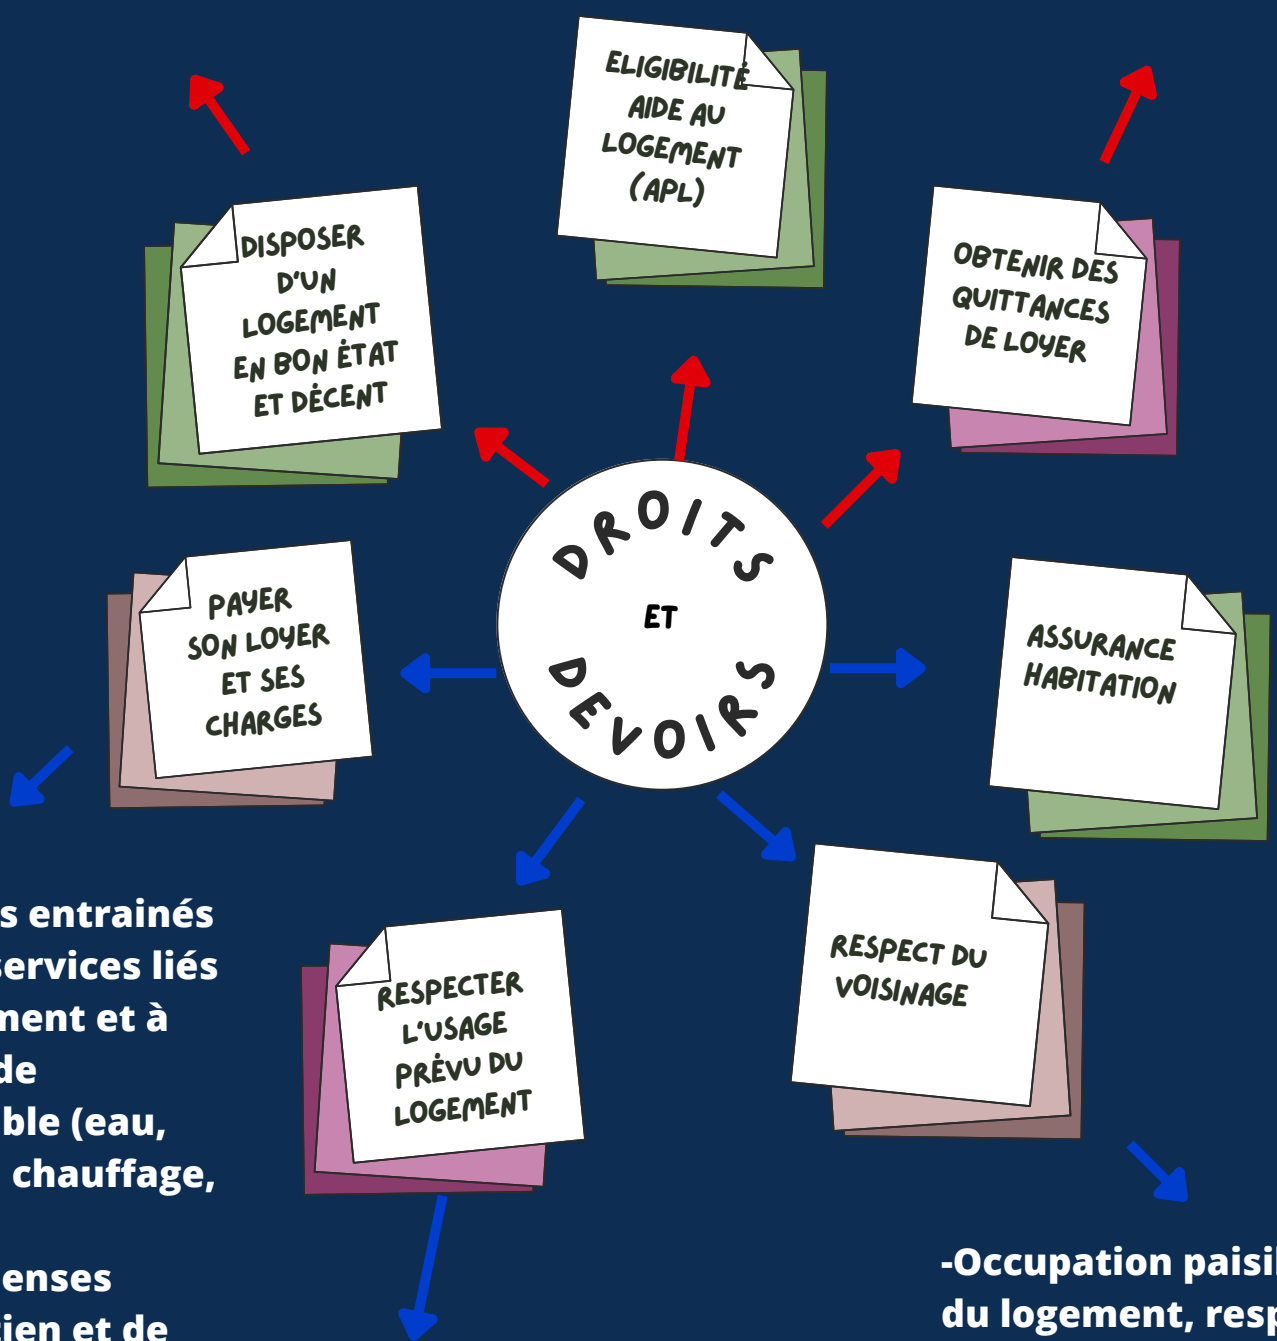 ELIGIBILITÉ
AIDE AU
LOGEMENT
(APL)
DISPOSER
D'UN
LOGEMENT
EN BON ÉTAT
ET DÉCENT
OBTENIR DES
QUITTANCES
DE LOYER
DROITS
ET
DEVOIRS
PAYER
SON LOYER
ET SES
CHARGES
ASSURANCE
HABITATION
RESPECTER
L'USAGE
PRÉVU DU
LOGEMENT
RESPECT DU
VOISINAGE
s entrainés
services liés
ment et à
de
ble (eau,
chauffage,
enses
ien et de
-Occupation paisi
du logement, resp